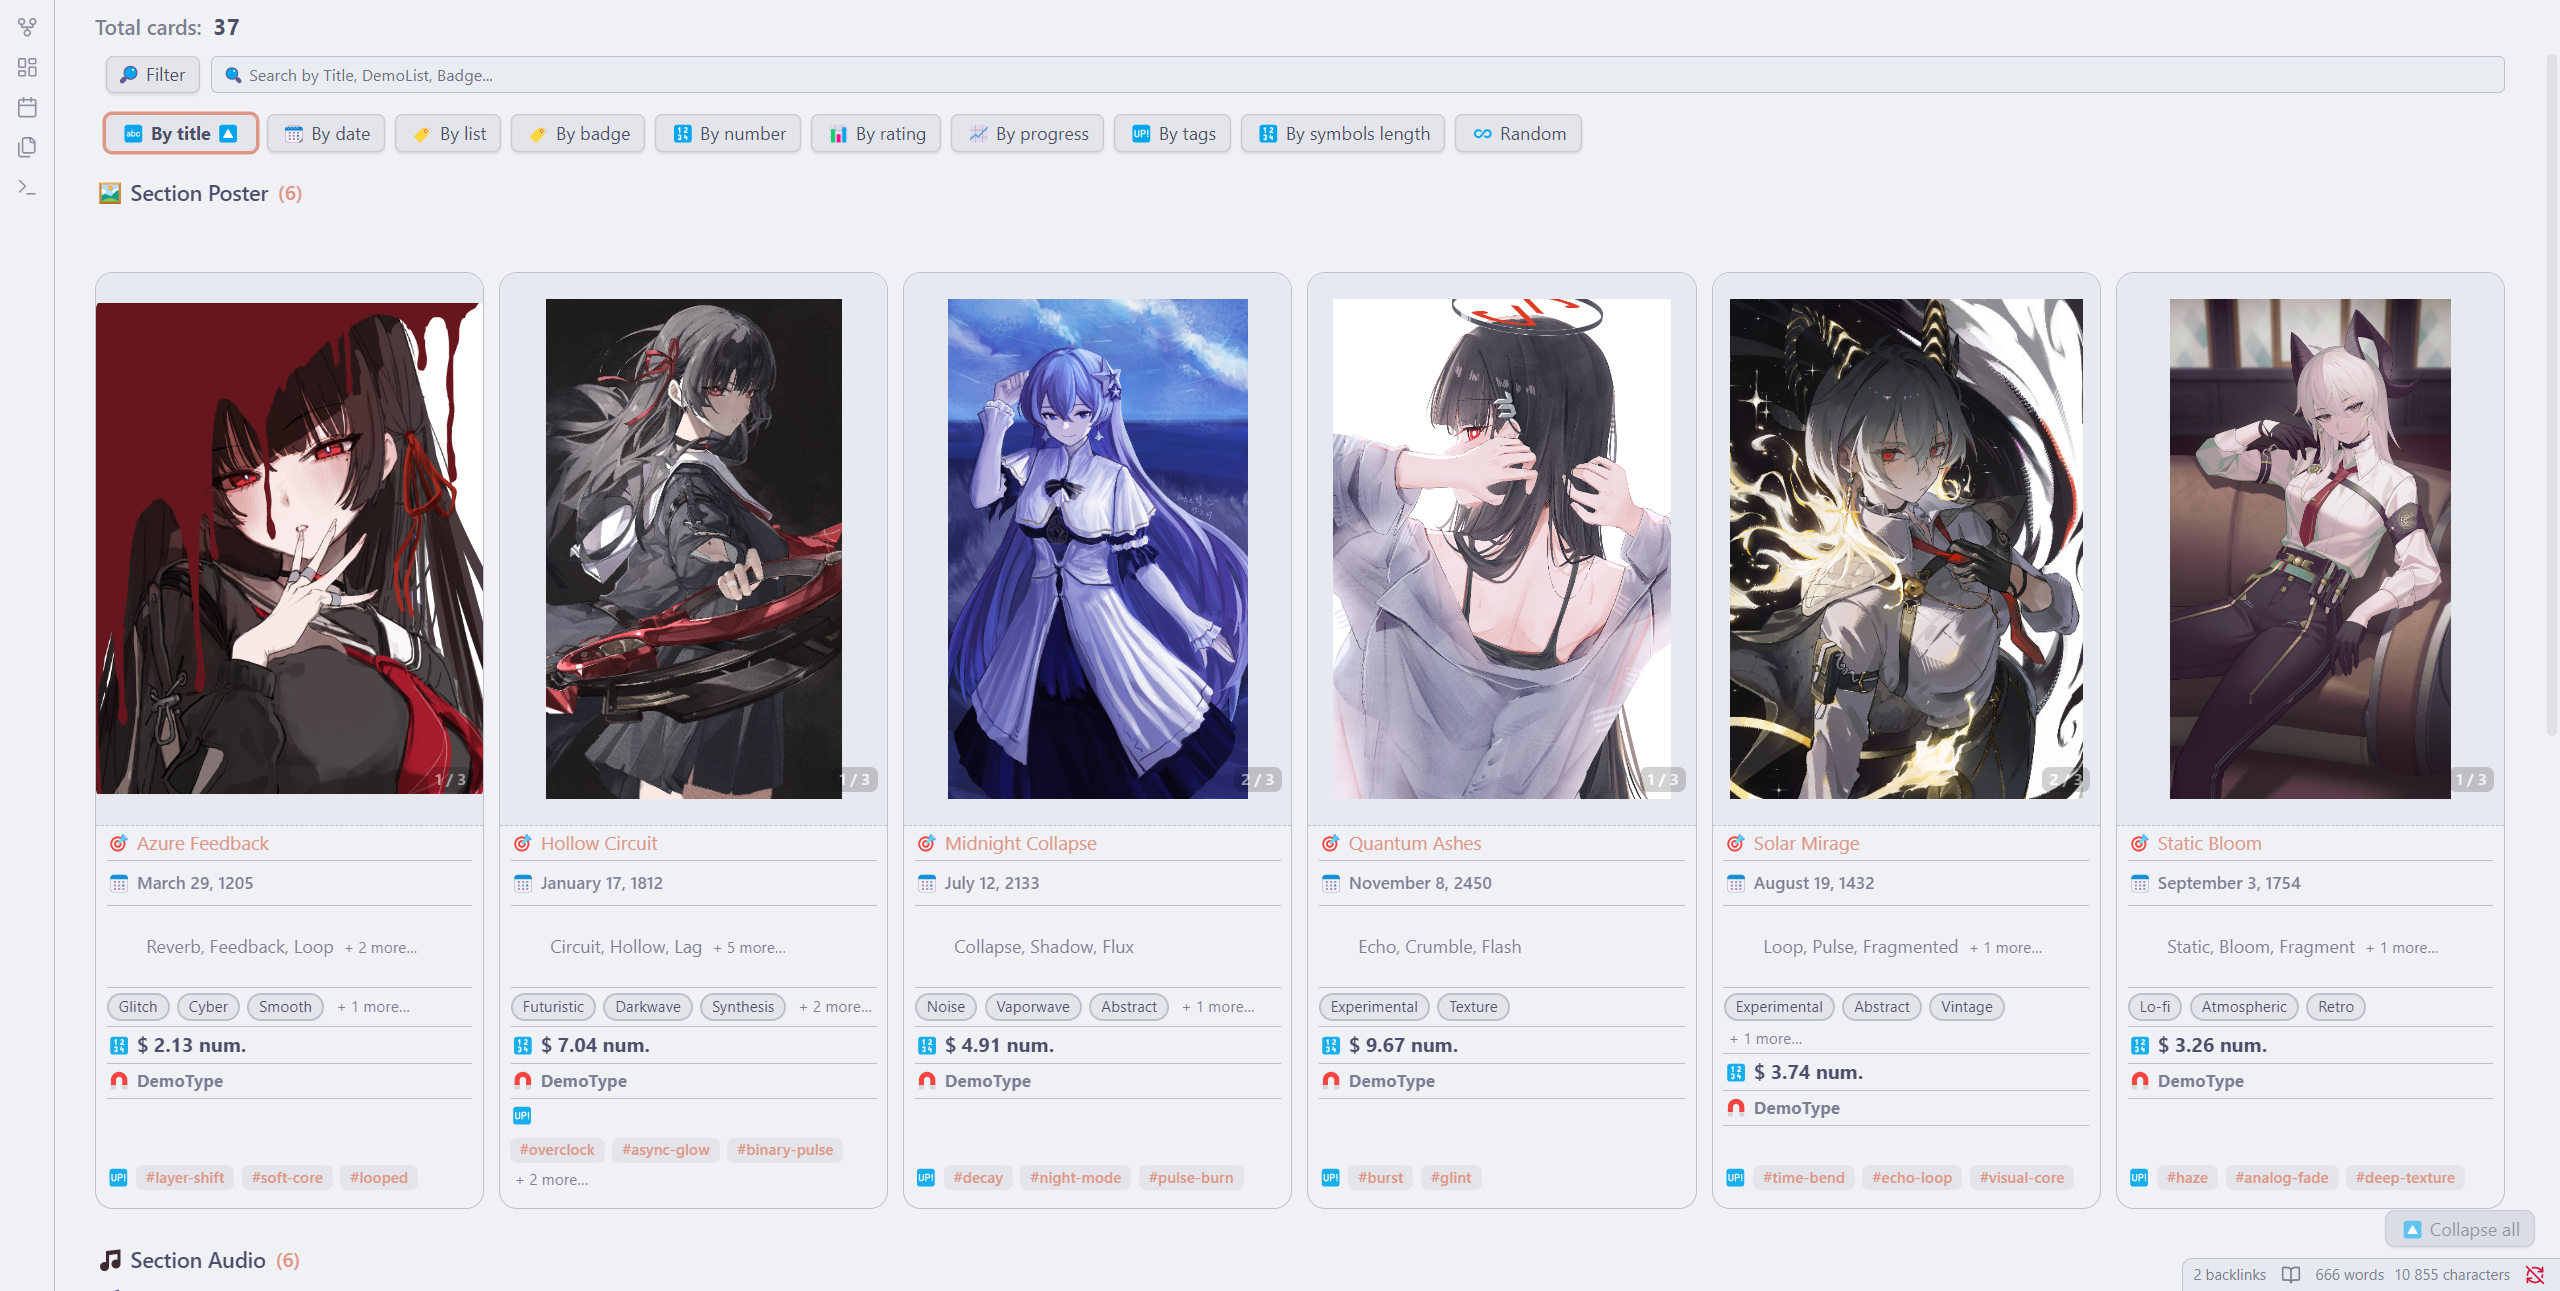 Total cards: 37
Filter
Search by Title, DemoList, Badge...
By title
By date
By list
By badge
By number
By rating
By progress
By tags
By symbols length
Random
Section Poster (6)
1 / 3
1 / 3
2 / 3
1 / 3
2 / 3
1 / 3
Azure Feedback
March 29, 1205
Reverb, Feedback, Loop + 2 more...
Glitch Cyber Smooth + 1 more...
$ 2.13 num.
DemoType
#layer-shift #soft-core #looped
Hollow Circuit
January 17, 1812
Circuit, Hollow, Lag + 5 more...
Futuristic Darkwave Synthesis + 2 more...
$ 7.04 num.
DemoType
#overclock #async-glow #binary-pulse
+ 2 more...
Midnight Collapse
July 12, 2133
Collapse, Shadow, Flux
Noise Vaporwave Abstract + 1 more...
$ 4.91 num.
DemoType
#decay #night-mode #pulse-burn
Quantum Ashes
November 8, 2450
Echo, Crumble, Flash
Experimental Texture
$ 9.67 num.
DemoType
#burst #glint
Solar Mirage
August 19, 1432
Loop, Pulse, Fragmented + 1 more...
Experimental Abstract Vintage
+ 1 more...
$ 3.74 num.
DemoType
#time-bend #echo-loop #visual-core
Static Bloom
September 3, 1754
Static, Bloom, Fragment + 1 more...
Lo-fi Atmospheric Retro
$ 3.26 num.
DemoType
#haze #analog-fade #deep-texture
Collapse all
Section Audio (6)
2 backlinks 666 words 10 855 characters